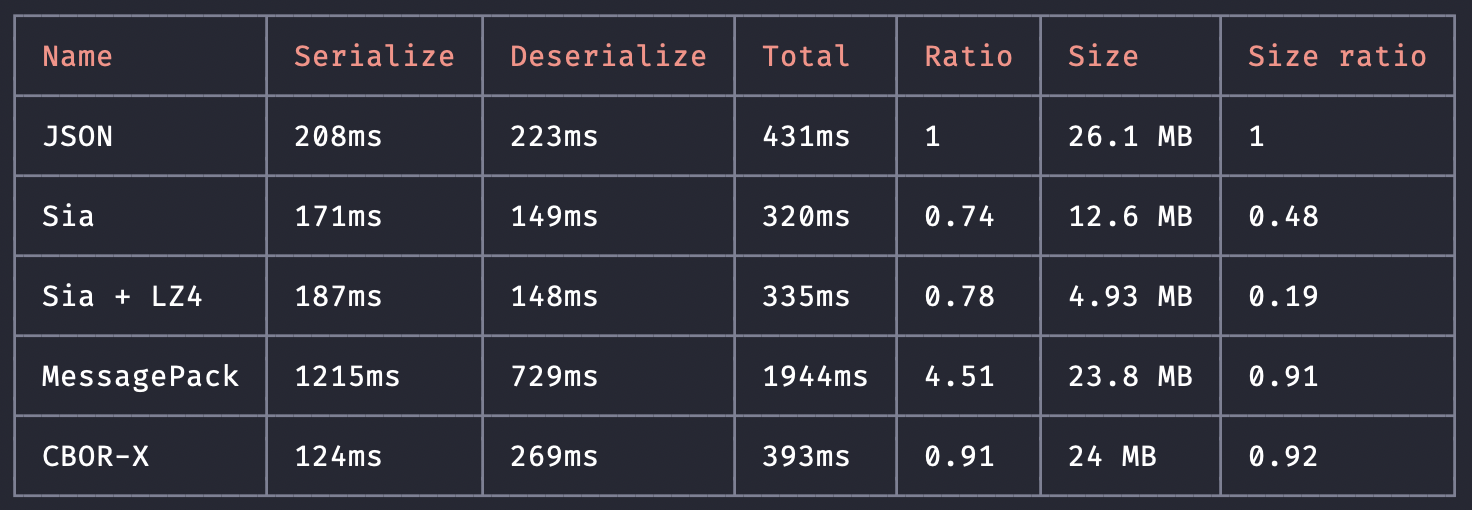 Name Serialize Deserialize Total Ratio Size Size ratio
JSON 208ms 223ms 431ms 1 26.1 MB 1
Sia 171ms 149ms 320ms 0.74 12.6 MB 0.48
Sia + LZ4 187ms 148ms 335ms 0.78 4.93 MB 0.19
MessagePack 1215ms 729ms 1944ms 4.51 23.8 MB 0.91
CBOR-X 124ms 269ms 393ms 0.91 24 MB 0.92